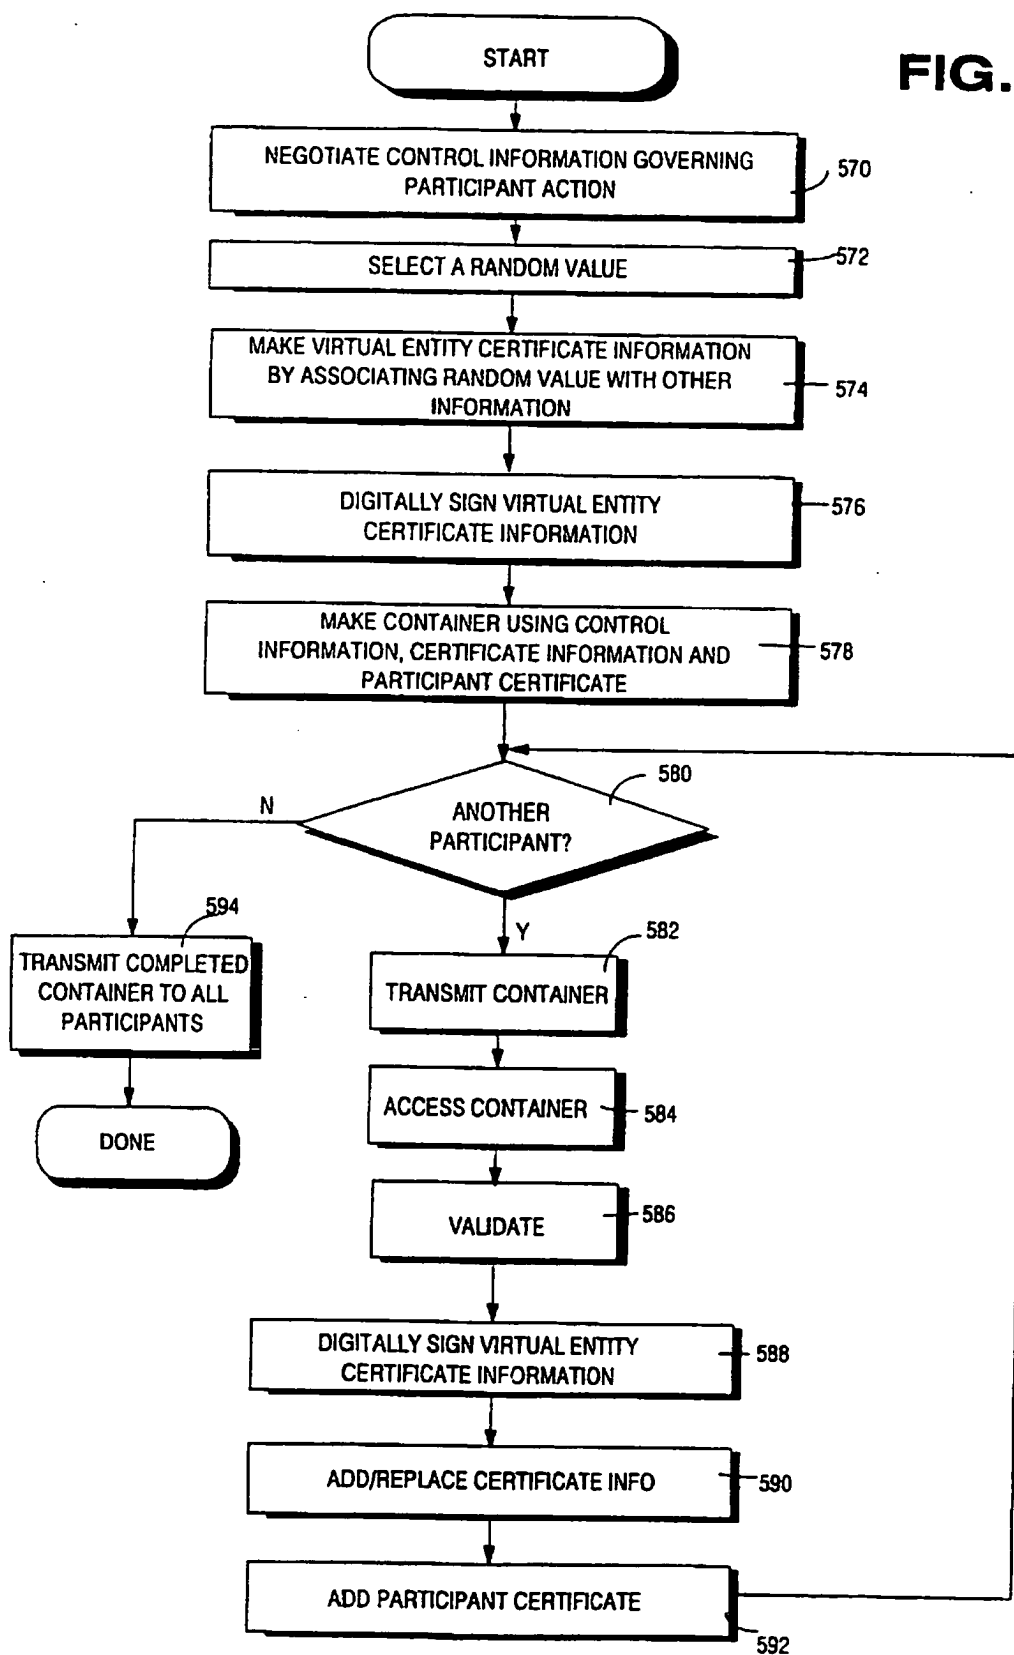 START
FIG.
NEGOTIATE CONTROL INFORMATION GOVERNING
PARTICIPANT ACTION
570
SELECT A RANDOM VALUE
572
MAKE VIRTUAL ENTITY CERTIFICATE INFORMATION
BY ASSOCIATING RANDOM VALUE WITH OTHER
INFORMATION
574
DIGITALLY SIGN VIRTUAL ENTITY
CERTIFICATE INFORMATION
576
MAKE CONTAINER USING CONTROL
INFORMATION, CERTIFICATE INFORMATION AND
PARTICIPANT CERTIFICATE
578
580
N
ANOTHER
PARTICIPANT?
594
TRANSMIT COMPLETED
CONTAINER TO ALL
PARTICIPANTS
DONE
Y
582
TRANSMIT CONTAINER
ACCESS CONTAINER
584
VALIDATE
586
DIGITALLY SIGN VIRTUAL ENTITY
CERTIFICATE INFORMATION
588
ADD/REPLACE CERTIFICATE INFO
590
ADD PARTICIPANT CERTIFICATE
592